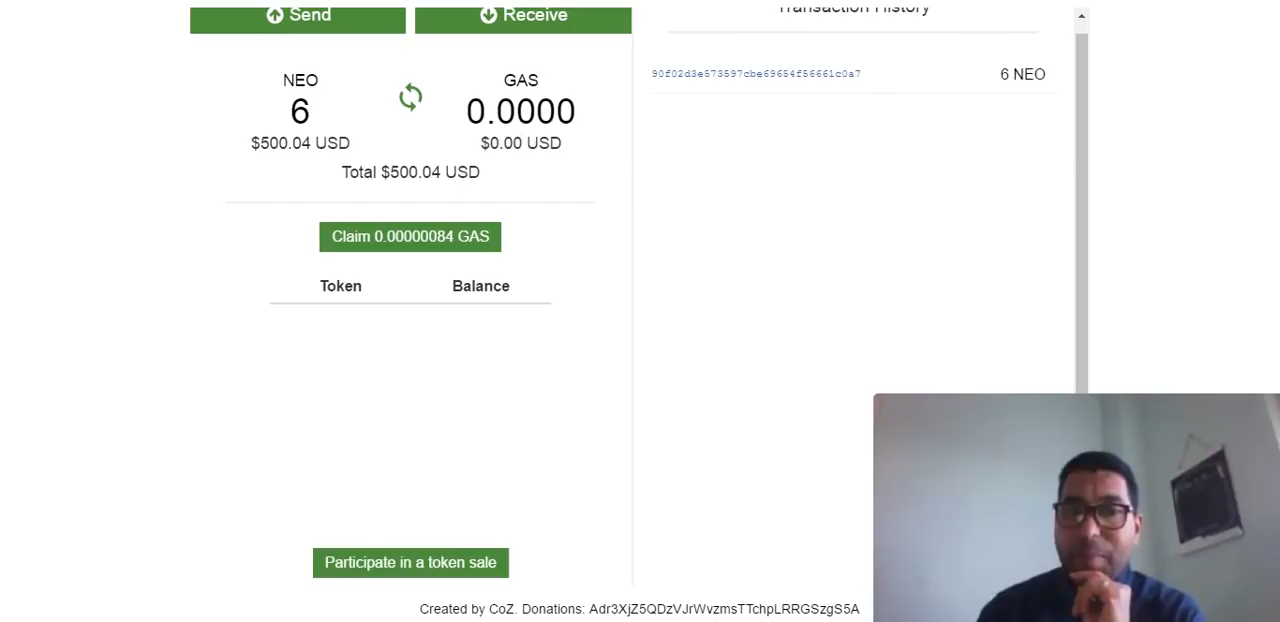 Send
Receive
Transaction History
NEO
6
$500.04 USD
GAS
0.0000
$0.00 USD
Total $500.04 USD
Claim 0.00000084 GAS
Token Balance
Participate in a token sale
90f02d3e573597cbe69654f56661c0a7 6 NEO
Created by CoZ. Donations: Adr3XjZ5QDzVJrWvzmsTTchpLRRGSzgS5A